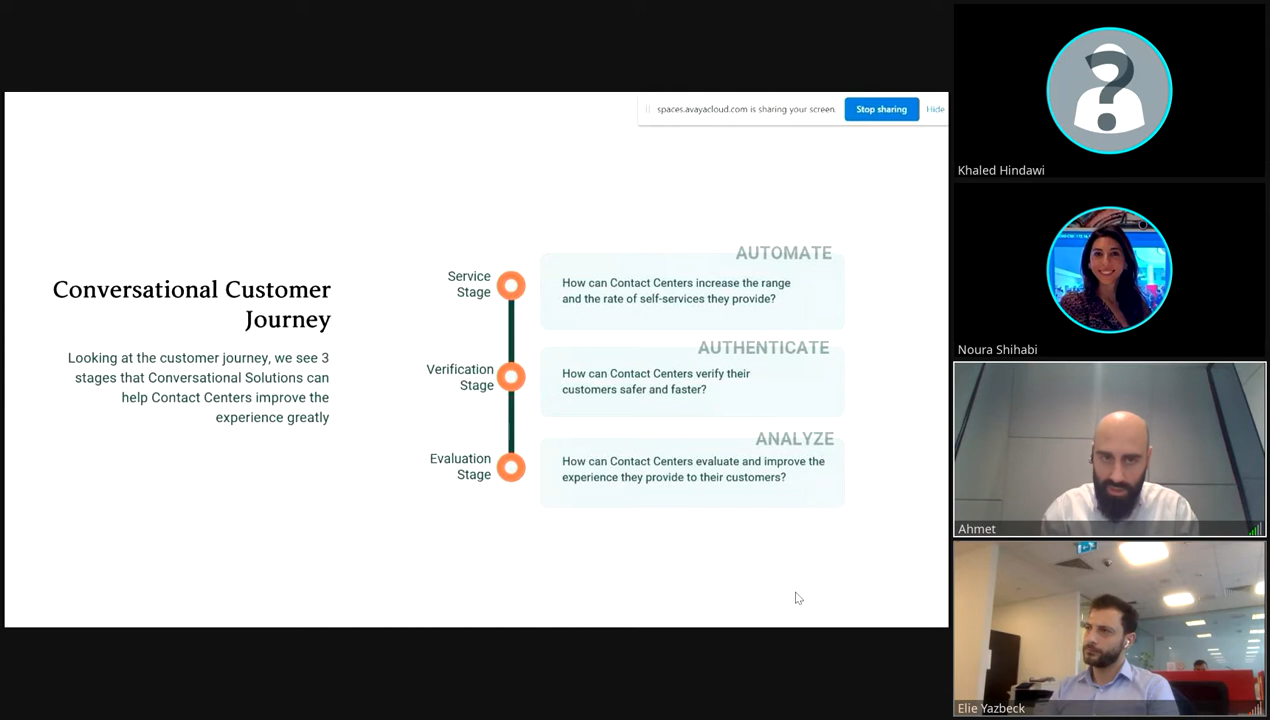 spaces.avayacloud.com is sharing your screen.
Stop sharing
Hide
Conversational Customer
Journey
Looking at the customer journey, we see 3
stages that Conversational Solutions can
help Contact Centers improve the
experience greatly
Service
Stage
AUTOMATE
How can Contact Centers increase the range
and the rate of self-services they provide?
Verification
Stage
AUTHENTICATE
How can Contact Centers verify their
customers safer and faster?
Evaluation
Stage
ANALYZE
How can Contact Centers evaluate and improve the
experience they provide to their customers?
Khaled Hindawi
Noura Shihabi
Ahmet
Elie Yazbeck